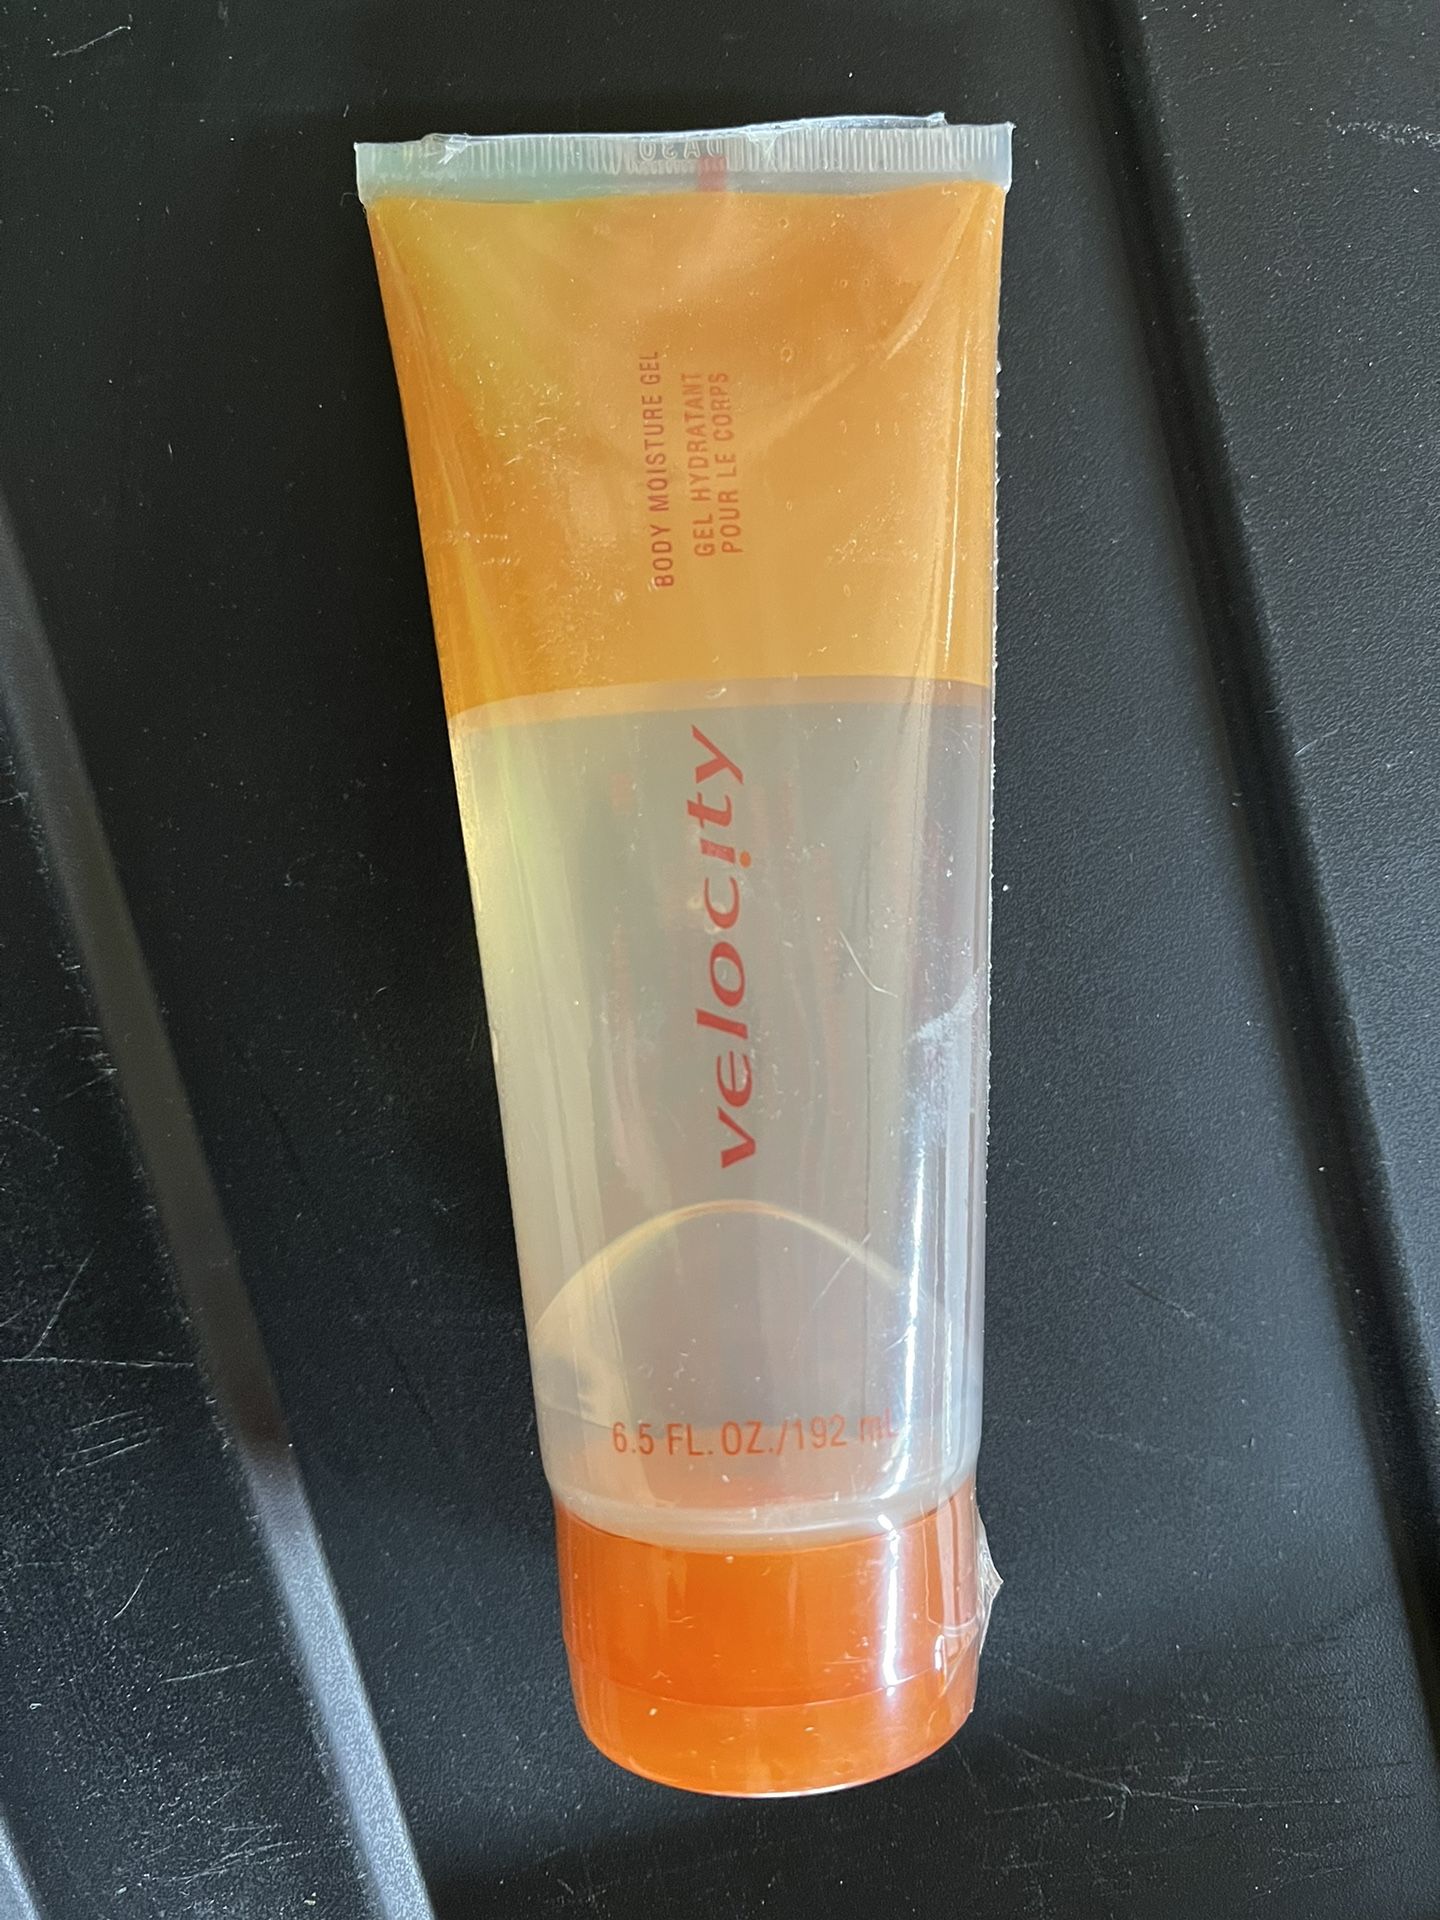 BODY MOISTURE GEL
GEL HYDRATANT
POUR LE CORPS
velocity
6.5 FL. OZ./192 mL